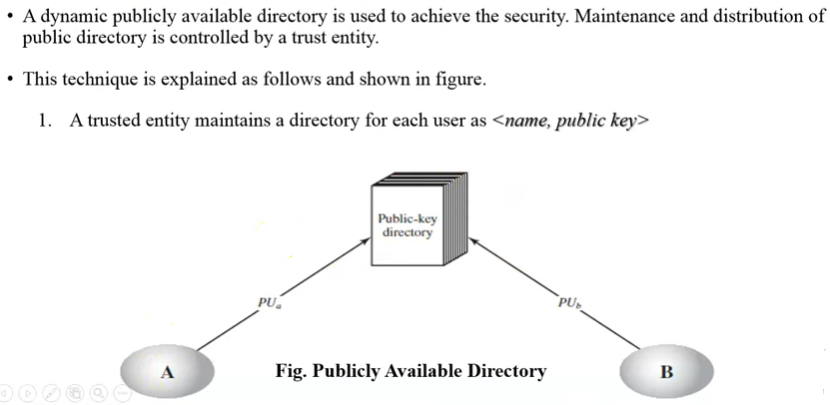 • A dynamic publicly available directory is used to achieve the security. Maintenance and distribution of
public directory is controlled by a trust entity.
• This technique is explained as follows and shown in figure.
1. A trusted entity maintains a directory for each user as <name, public key>
Public-key
directory
PUa
PUb
A
Fig. Publicly Available Directory
B